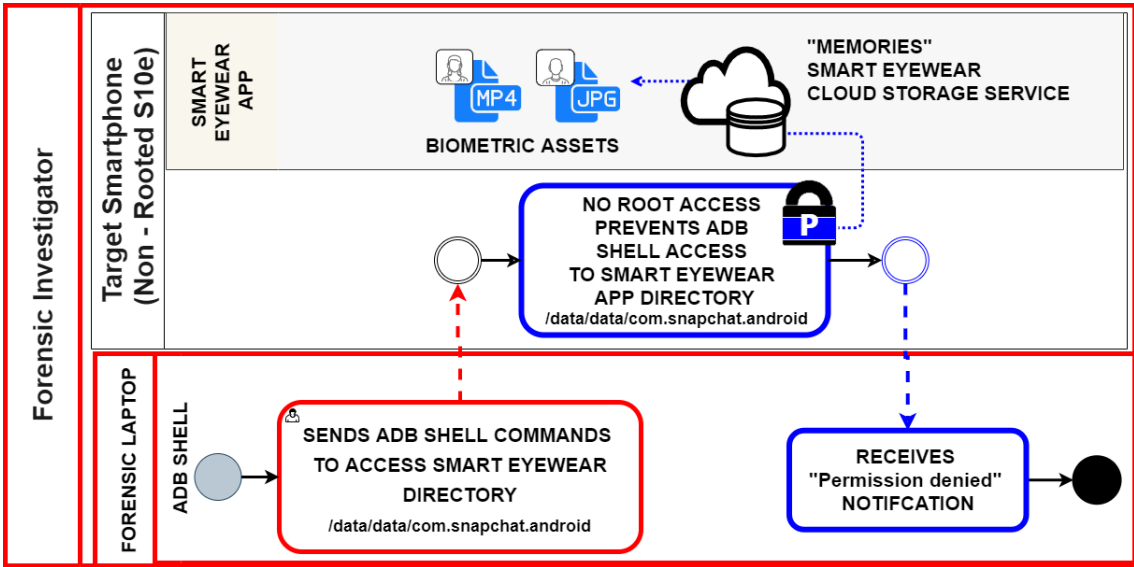 Forensic Investigator
Target Smartphone
(Non - Rooted S10e)
SMART
EYEWEAR
APP
MP4
JPG
BIOMETRIC ASSETS
"MEMORIES"
SMART EYEWEAR
CLOUD STORAGE SERVICE
NO ROOT ACCESS
PREVENTS ADB
SHELL ACCESS
TO SMART EYEWEAR
APP DIRECTORY
/data/data/com.snapchat.android
P
FORENSIC LAPTOP
ADB SHELL
SENDS ADB SHELL COMMANDS
TO ACCESS SMART EYEWEAR
DIRECTORY
/data/data/com.snapchat.android
RECEIVES
"Permission denied"
NOTIFCATION